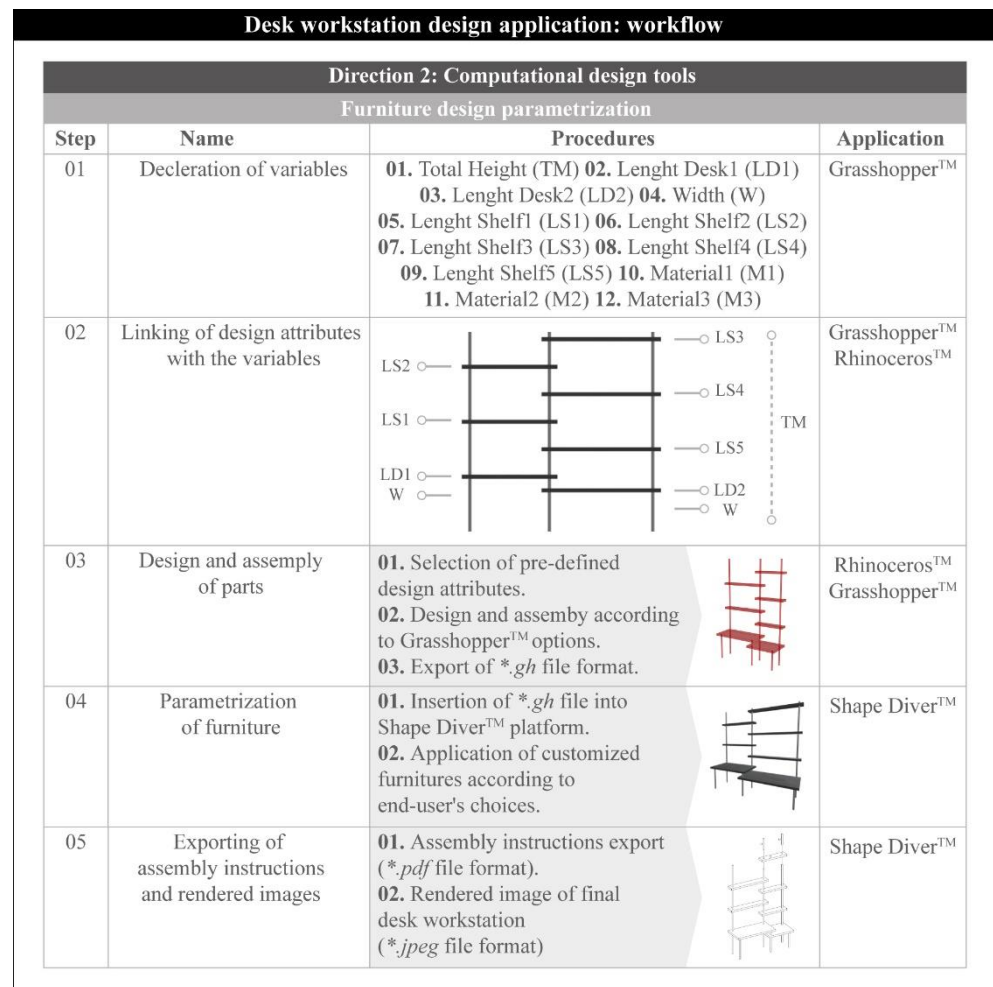 Desk workstation design application: workflow
Direction 2: Computational design tools
Furniture design parametrization
Step Name Procedures Application
01 Decleration of variables 01. Total Height (TM) 02. Lenght Desk1 (LD1) Grasshopper™
03. Lenght Desk2 (LD2) 04. Width (W)
05. Lenght Shelf1 (LS1) 06. Lenght Shelf2 (LS2)
07. Lenght Shelf3 (LS3) 08. Lenght Shelf4 (LS4)
09. Lenght Shelf5 (LS5) 10. Material1 (M1)
11. Material2 (M2) 12. Material3 (M3)
02 Linking of design attributes Grasshopper™
with the variables Rhinoceros™
LS3
LS2
LS4
LS1 TM
LS5
LD1
W LD2
W
03 Design and assemply 01. Selection of pre-defined Rhinoceros™
of parts design attributes. Grasshopper™
02. Design and assemby according
to Grasshopper™ options.
03. Export of *.gh file format.
04 Parametrization 01. Insertion of *.gh file into Shape Diver™
of furniture Shape Diver™ platform.
02. Application of customized
furnitures according to
end-user's choices.
05 Exporting of 01. Assembly instructions export Shape Diver™
assembly instructions (*.pdf file format).
and rendered images 02. Rendered image of final
desk workstation
(*.jpeg file format)